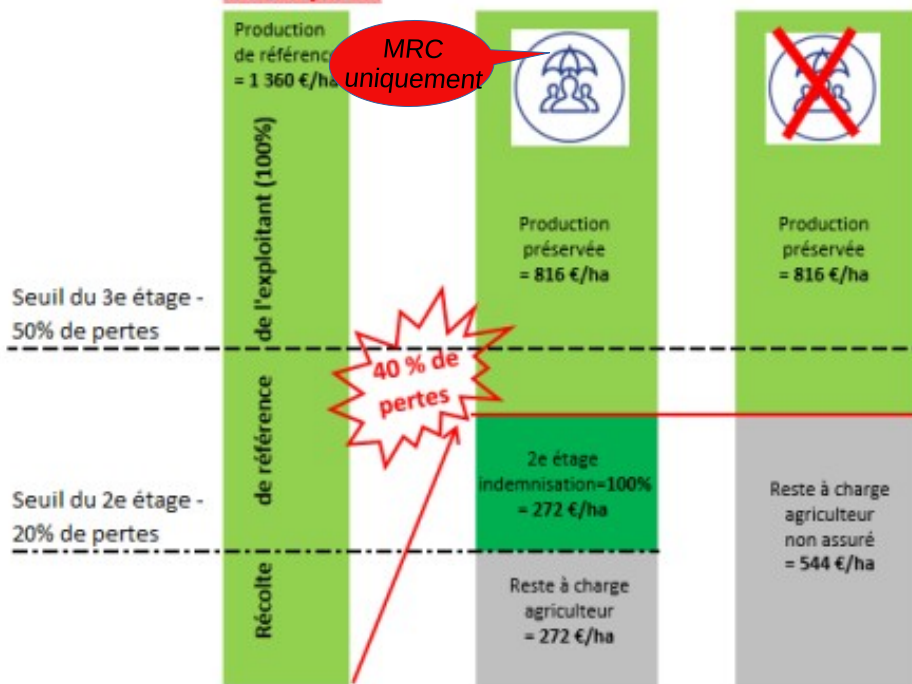 Production
de référence
= 1 360 €/ha
MRC
uniquement
Récolte de référence de l'exploitant (100%)
Seuil du 3e étage -
50% de pertes
Seuil du 2e étage -
20% de pertes
40 % de
pertes
Production
préservée
= 816 €/ha
2e étage
indemnisation=100%
= 272 €/ha
Reste à charge
agriculteur
= 272 €/ha
Production
préservée
= 816 €/ha
Reste à charge
agriculteur
non assuré
= 544 €/ha